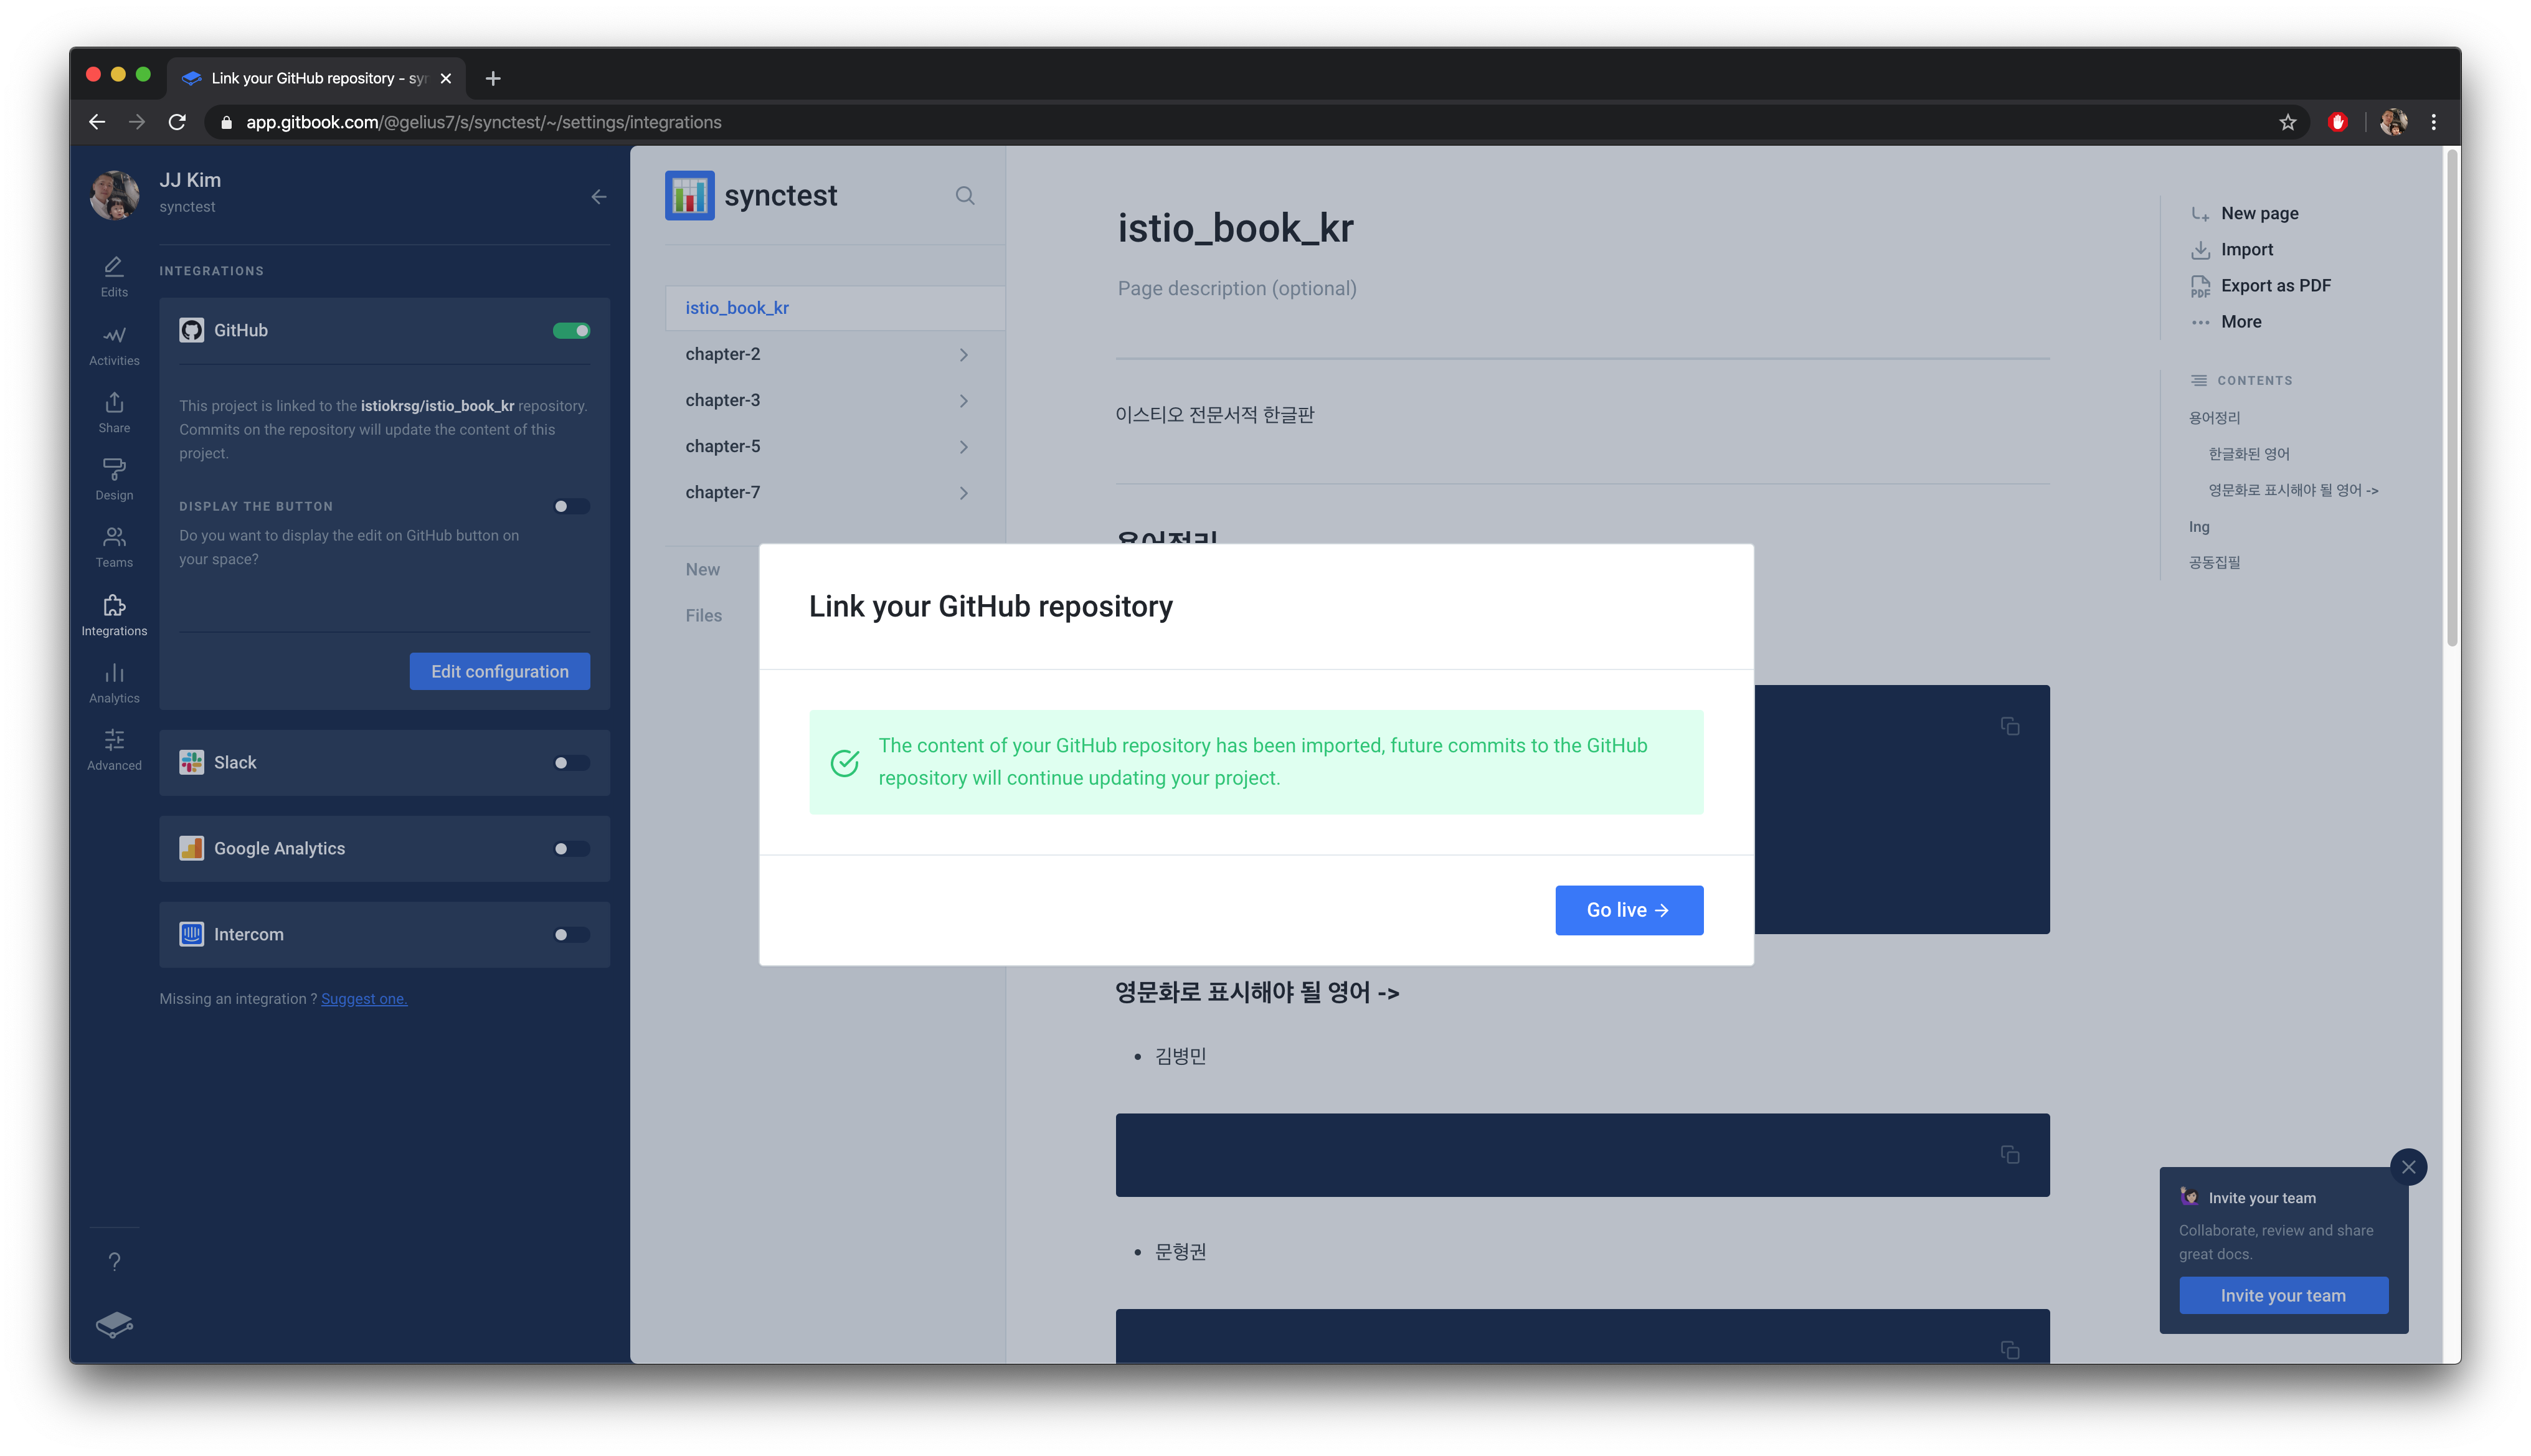 Link your GitHub repository - syn
app.gitbook.com/@gelius7/s/synctest/~/settings/integrations
JJ Kim
synctest
Edits
Activities
Share
Design
Teams
Integrations
Analytics
Advanced
INTEGRATIONS
GitHub
This project is linked to the istiokrsg/istio_book_kr repository.
Commits on the repository will update the content of this
project.
DISPLAY THE BUTTON
Do you want to display the edit on GitHub button on
your space?
Edit configuration
Slack
Google Analytics
Intercom
Missing an integration ? Suggest one.
synctest
istio_book_kr
chapter-2
chapter-3
chapter-5
chapter-7
New
Files
istio_book_kr
Page description (optional)
이스티오 전문서적 한글판
용어정리
Link your GitHub repository
The content of your GitHub repository has been imported, future commits to the GitHub
repository will continue updating your project.
Go live →
영문화로 표시해야 될 영어 ->
• 김병민
• 문형권
New page
Import
Export as PDF
More
CONTENTS
용어정리
한글화된 영어
영문화로 표시해야 될 영어 ->
Ing
공동집필
Invite your team
Collaborate, review and share
great docs.
Invite your team